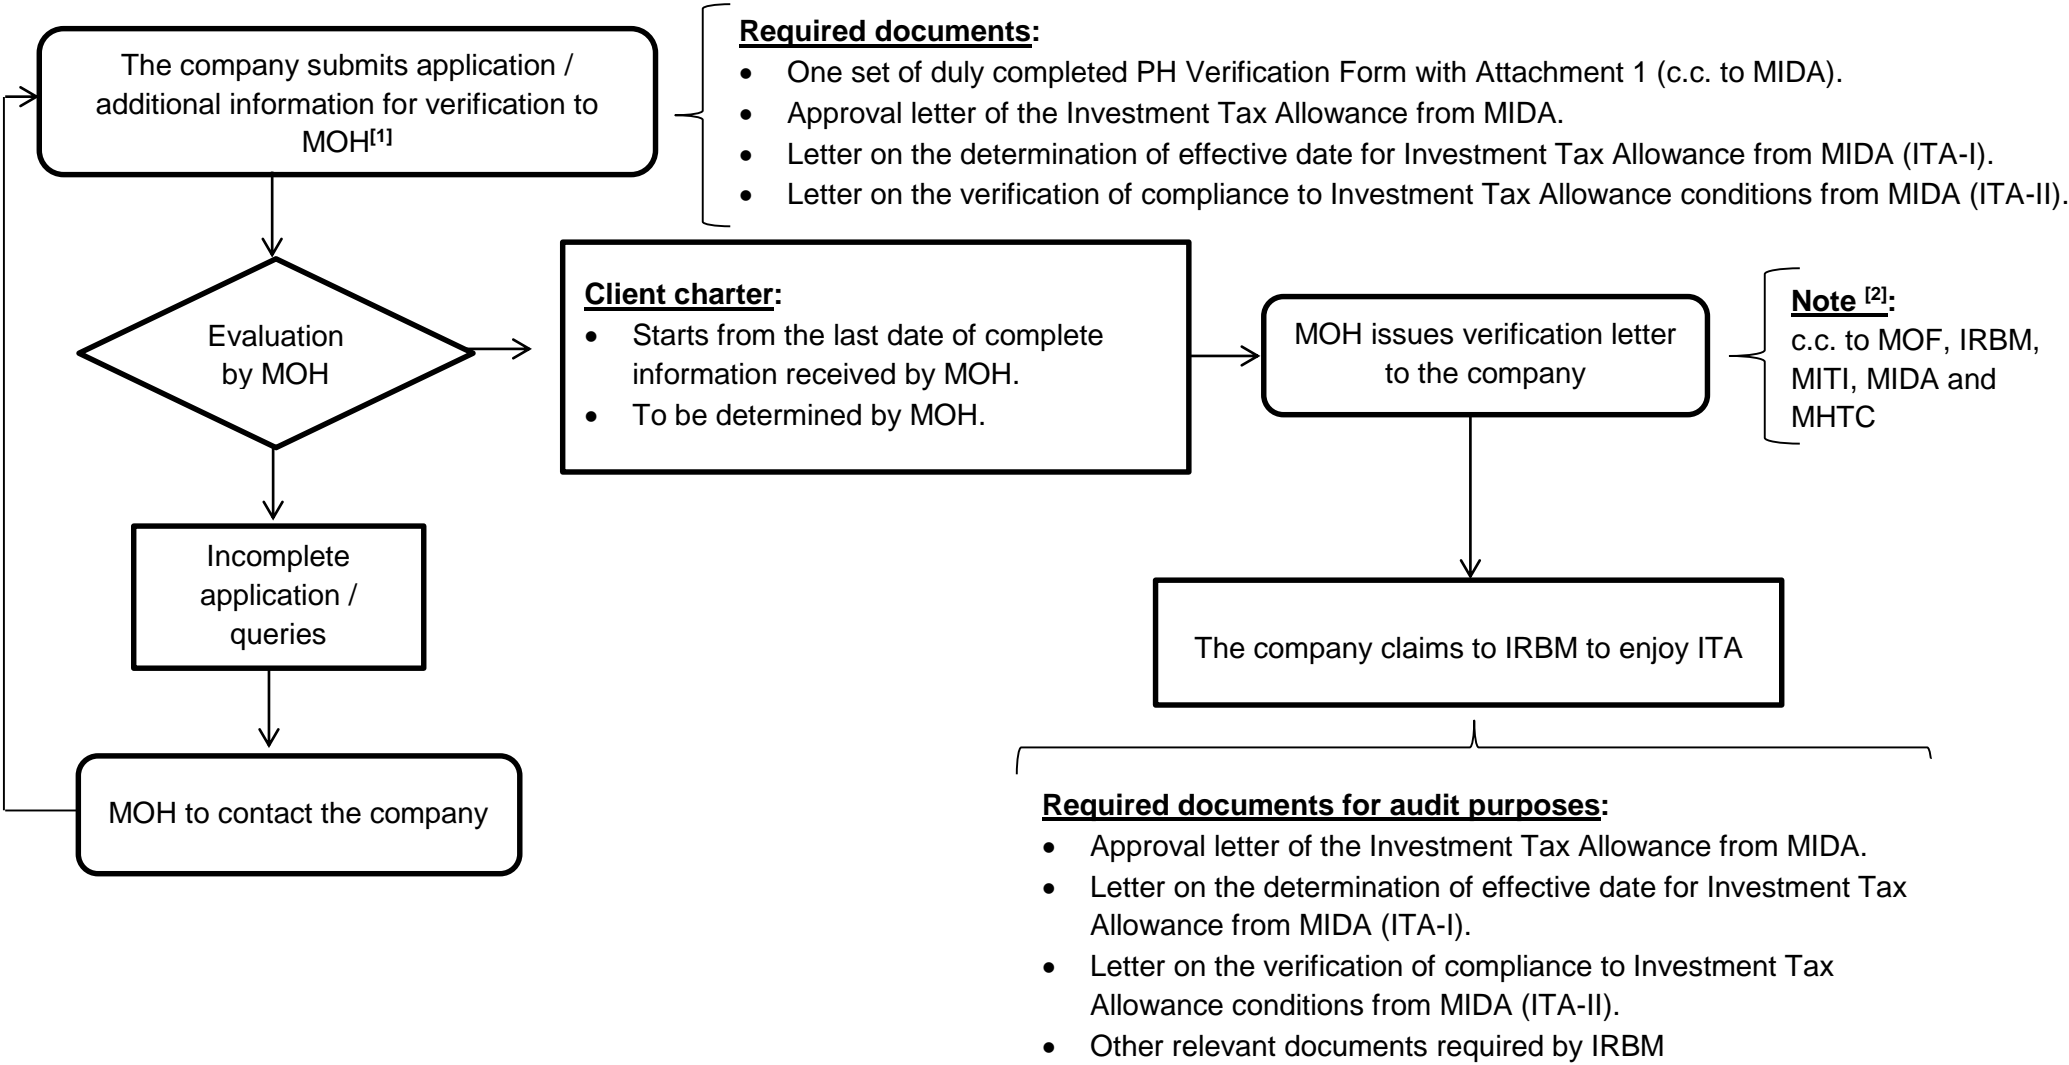 The company submits application /
additional information for verification to
MOH[1]
Required documents:
• One set of duly completed PH Verification Form with Attachment 1 (c.c. to MIDA).
• Approval letter of the Investment Tax Allowance from MIDA.
• Letter on the determination of effective date for Investment Tax Allowance from MIDA (ITA-I).
• Letter on the verification of compliance to Investment Tax Allowance conditions from MIDA (ITA-II).
Evaluation
by MOH
Client charter:
• Starts from the last date of complete
information received by MOH.
• To be determined by MOH.
MOH issues verification letter
to the company
Note [2]:
c.c. to MOF, IRBM,
MITI, MIDA and
MHTC
Incomplete
application /
queries
The company claims to IRBM to enjoy ITA
MOH to contact the company
Required documents for audit purposes:
• Approval letter of the Investment Tax Allowance from MIDA.
• Letter on the determination of effective date for Investment Tax
Allowance from MIDA (ITA-I).
• Letter on the verification of compliance to Investment Tax
Allowance conditions from MIDA (ITA-II).
• Other relevant documents required by IRBM